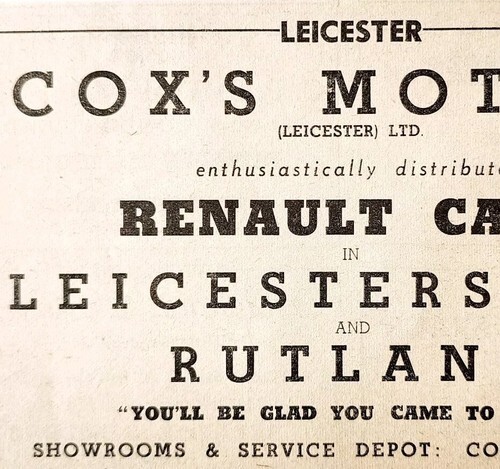 LEICESTER
COX'S MOT
(LEICESTER) LTD.
enthusiastically distribut
RENAULT CA
IN
LEICESTERS
AND
RUTLAN
"YOU'LL BE GLAD YOU CAME TO
SHOWROOMS & SERVICE DEPOT: CO